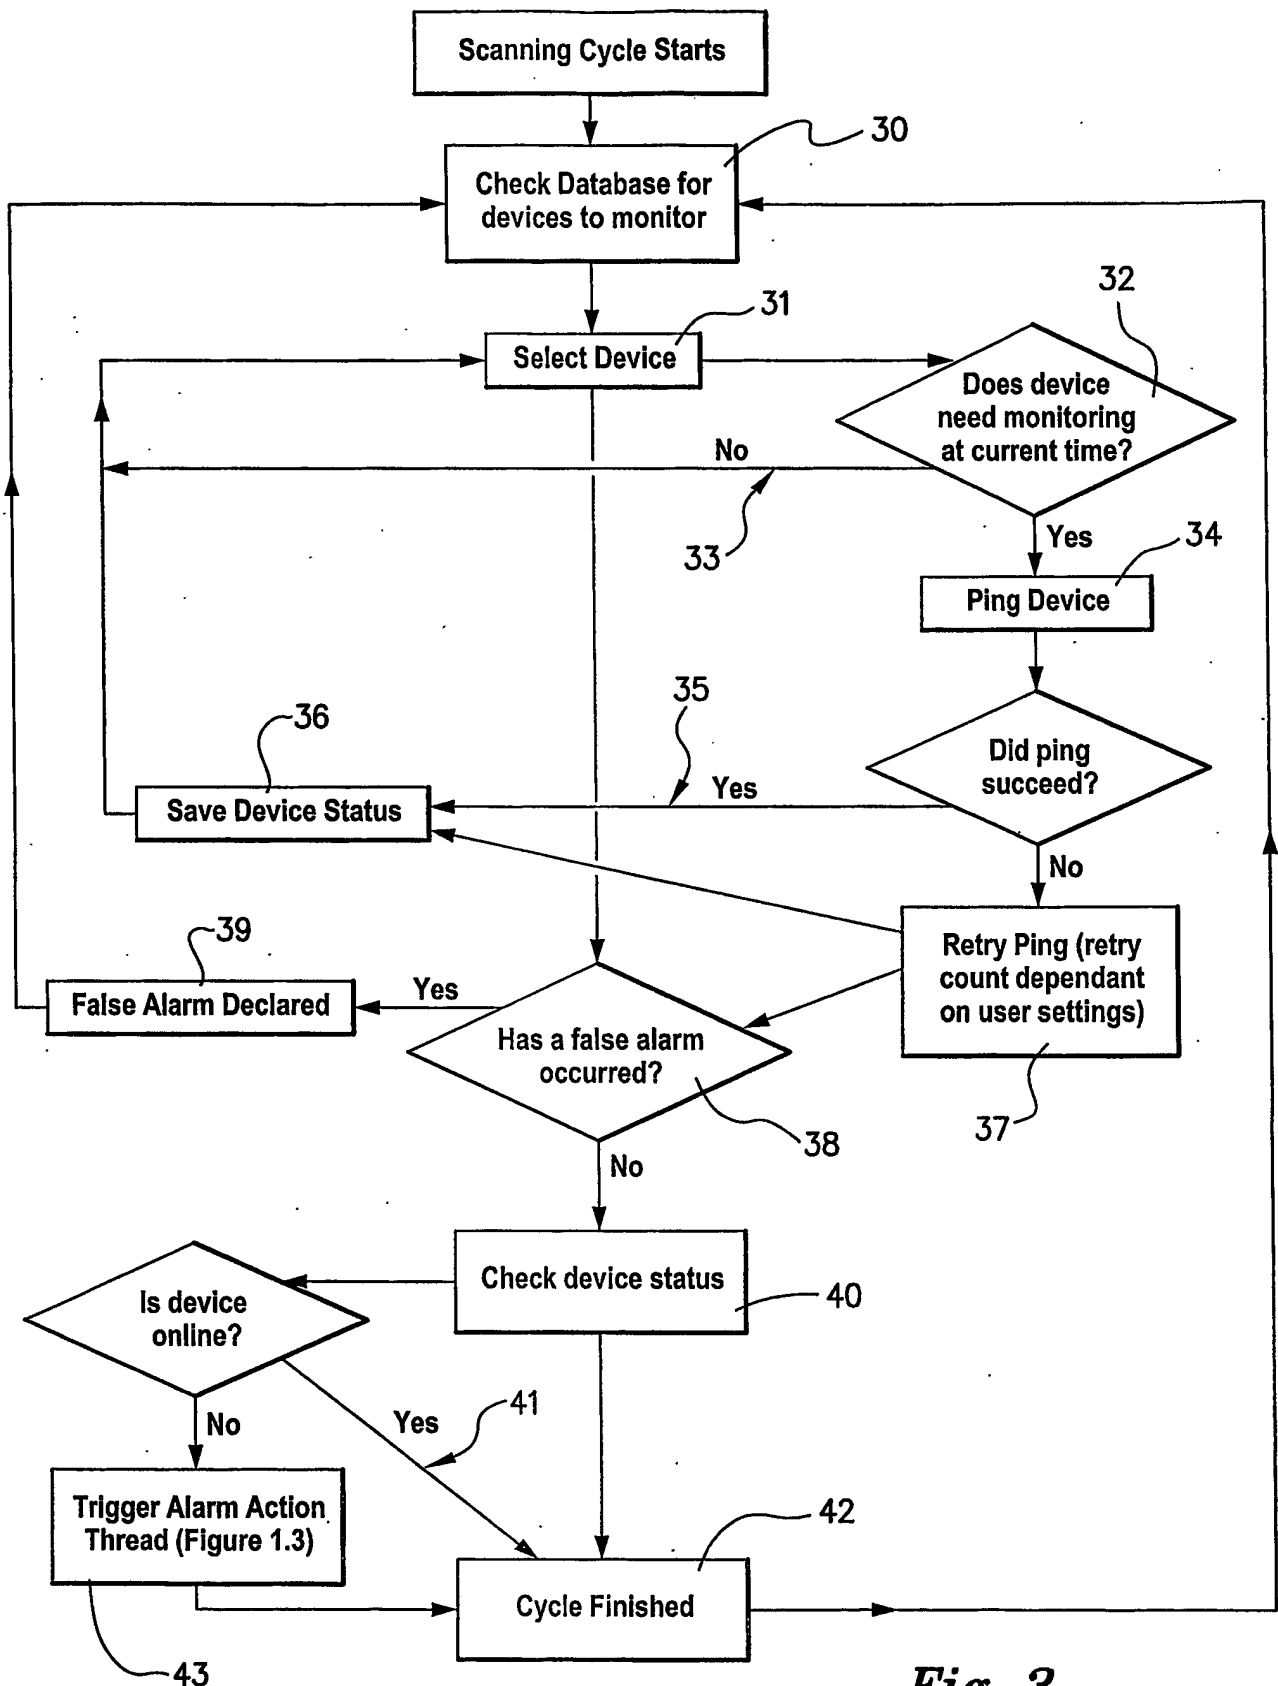 Scanning Cycle Starts
30
Check Database for
devices to monitor
32
31
Select Device
Does device
need monitoring
at current time?
No
33
Yes
34
Ping Device
35
36
Did ping
succeed?
Yes
Save Device Status
No
39
Retry Ping (retry
count dependant
on user settings)
Yes
False Alarm Declared
Has a false alarm
occurred?
37
38
No
Check device status
40
Is device
online?
41
Yes
No
Trigger Alarm Action
Thread (Figure 1.3)
42
Cycle Finished
43